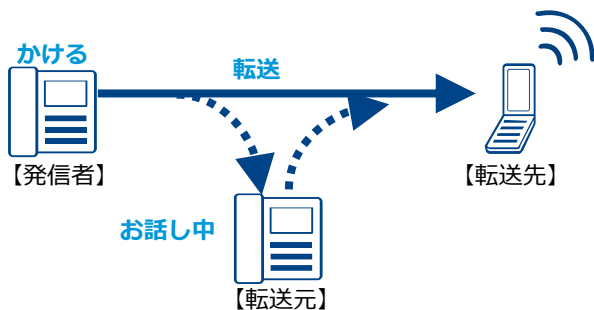 かける
転送
【発信者】
【転送先】
お話し中
【転送元】